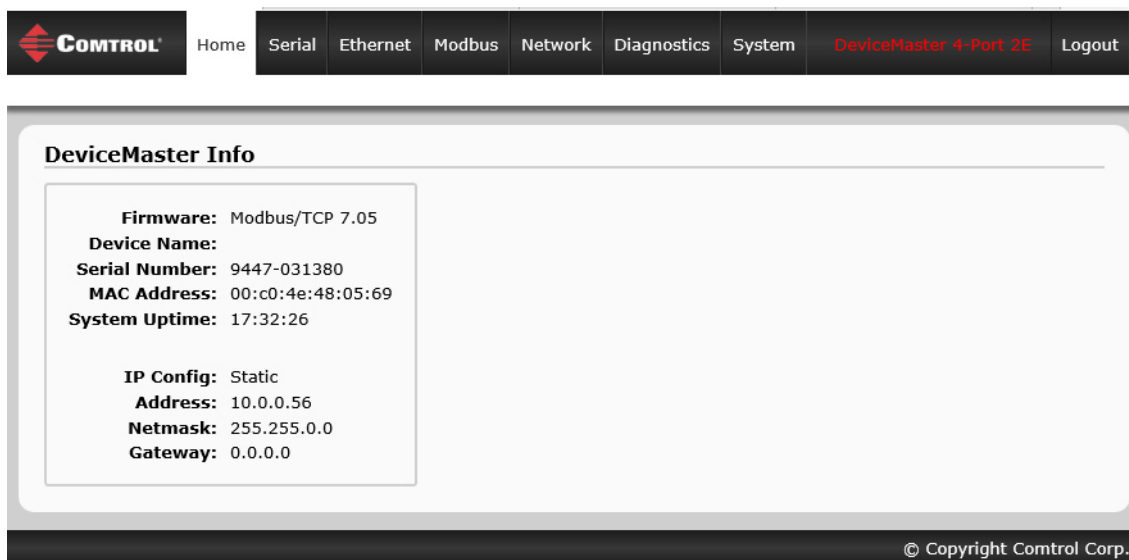 COMTROL Home Serial Ethernet Modbus Network Diagnostics System DeviceMaster 4-Port 2E Logout
DeviceMaster Info
Firmware: Modbus/TCP 7.05
Device Name:
Serial Number: 9447-031380
MAC Address: 00:c0:4e:48:05:69
System Uptime: 17:32:26
IP Config: Static
Address: 10.0.0.56
Netmask: 255.255.0.0
Gateway: 0.0.0.0
© Copyright Comtrol Corp.